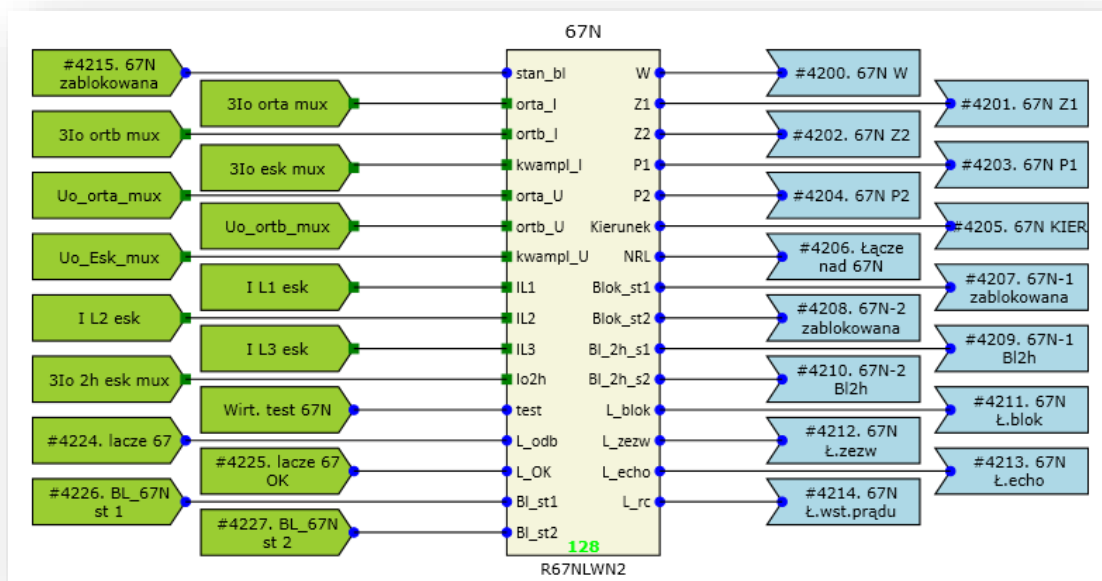 67N
#4215. 67N
zablokowana
3Io orta mux
3Io ortb mux
3Io esk mux
Uo_orta_mux
Uo_ortb_mux
Uo_Esk_mux
I L1 esk
I L2 esk
I L3 esk
3Io 2h esk mux
Wirt. test 67N
#4224. lacze 67
#4225. lacze 67
OK
#4226. BL_67N
st 1
#4227. BL_67N
st 2
stan_bl
orta_I
ortb_I
kwampl_I
orta_U
ortb_U
kwampl_U
IL1
IL2
IL3
Io2h
test
L_odb
L_OK
Bl_st1
Bl_st2
W
Z1
Z2
P1
P2
Kierunek
NRL
Blok_st1
Blok_st2
Bl_2h_s1
Bl_2h_s2
L_blok
L_zezw
L_echo
L_rc
128
R67NLWN2
#4200. 67N W
#4201. 67N Z1
#4202. 67N Z2
#4203. 67N P1
#4204. 67N P2
#4205. 67N KIER
#4206. Łącze
nad 67N
#4207. 67N-1
zablokowana
#4208. 67N-2
zablokowana
#4209. 67N-1
Bl2h
#4210. 67N-2
Bl2h
#4211. 67N
Ł.blok
#4212. 67N
Ł.zezw
#4213. 67N
Ł.echo
#4214. 67N
Ł.wst.prądu